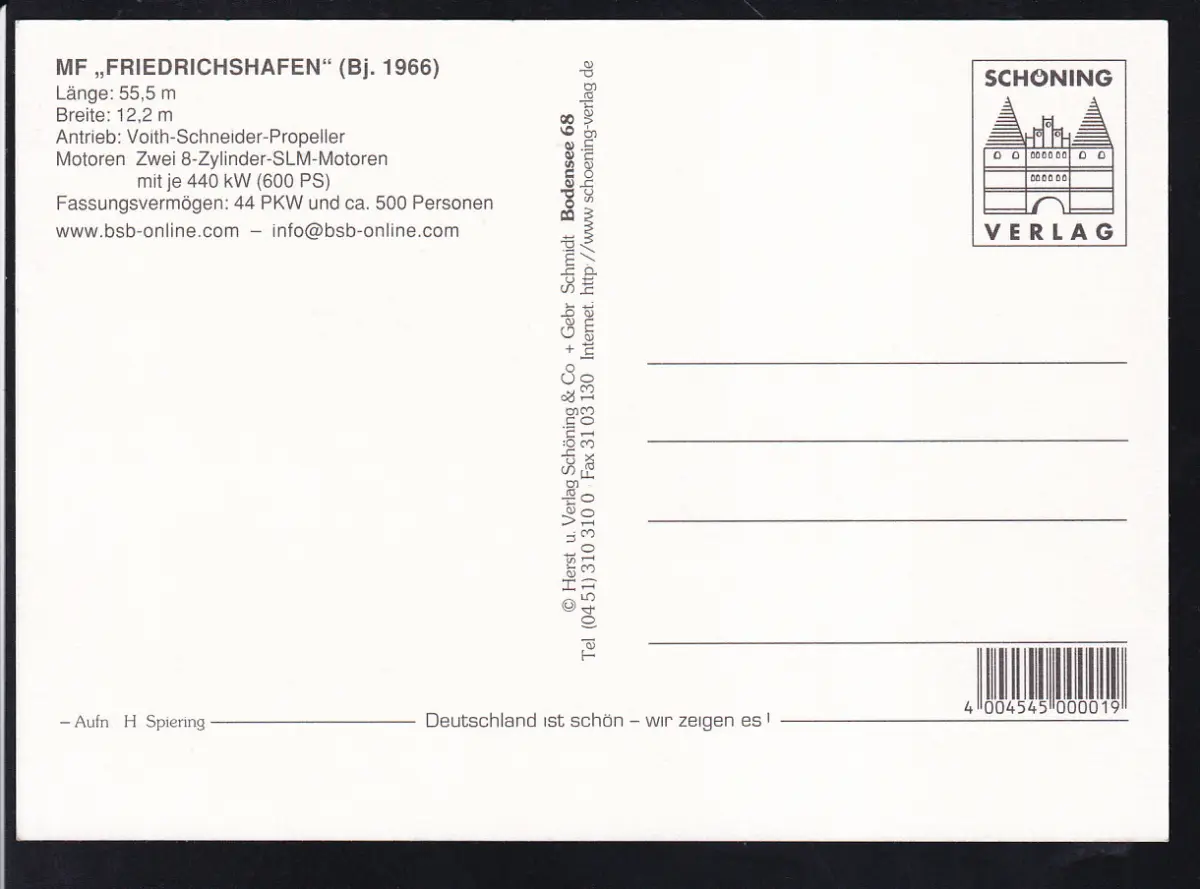 MF „FRIEDRICHSHAFEN“ (Bj. 1966)
Länge: 55,5 m
Breite: 12,2 m
Antrieb: Voith-Schneider-Propeller
Motoren Zwei 8-Zylinder-SLM-Motoren
mit je 440 kW (600 PS)
Fassungsvermögen: 44 PKW und ca. 500 Personen
www.bsb-online.com – info@bsb-online.com
© Herst u. Verlag Schöning & Co + Gebr Schmidt Bodensee 68
Tel (04 51) 310 310 0 · Fax 31 03 130 Internet. http·//www schoening-verlag de
SCHÖNING
VERLAG
4 004545 000019
– Aufn H Spiering
Deutschland ist schön – wir zeigen es!